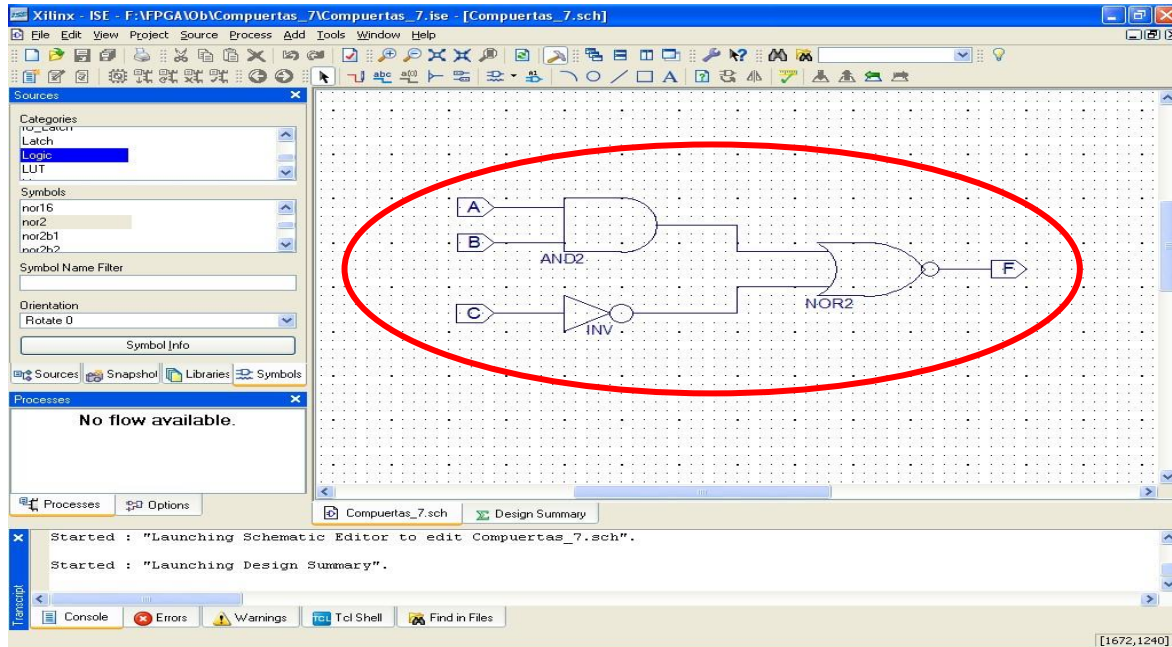 Xilinx - ISE - F:\FPGA\Ob\Compuertas_7\Compuertas_7.ise - [Compuertas_7.sch]
File Edit View Project Source Process Add Tools Window Help
Sources
Categories
IO_Latch
Latch
Logic
LUT
Symbols
nor16
nor2
nor2b1
nor2b2
Symbol Name Filter
Orientation
Rotate 0
Symbol Info
Sources Snapshot Libraries Symbols
Processes
No flow available.
Processes Options
A
B
AND2
C
INV
NOR2
F
Compuertas_7.sch Design Summary
Started : "Launching Schematic Editor to edit Compuertas_7.sch".
Started : "Launching Design Summary".
Transcript
Console Errors Warnings TCL Tcl Shell Find in Files
[1672,1240]